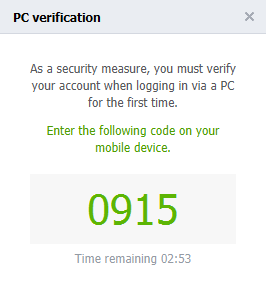 PC verification
As a security measure, you must verify
your account when logging in via a PC
for the first time.
Enter the following code on your
mobile device.
0915
Time remaining 02:53